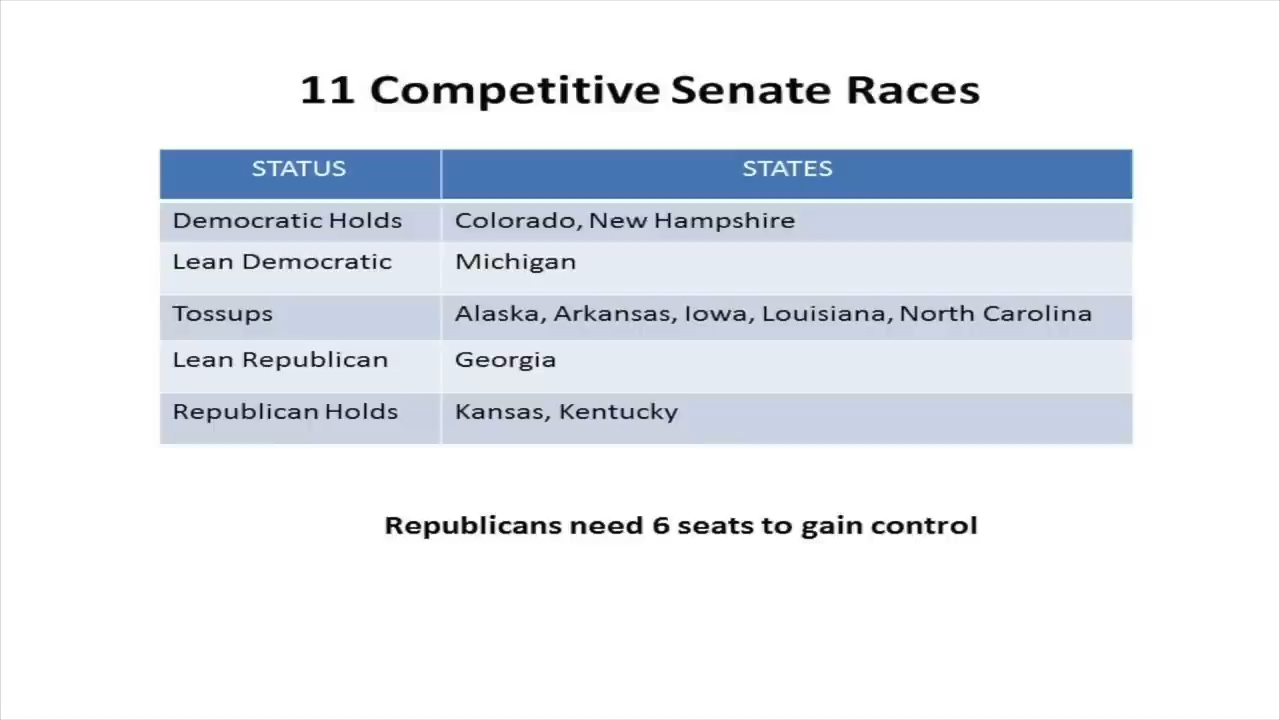 11 Competitive Senate Races
STATUS STATES
Democratic Holds Colorado, New Hampshire
Lean Democratic Michigan
Tossups Alaska, Arkansas, Iowa, Louisiana, North Carolina
Lean Republican Georgia
Republican Holds Kansas, Kentucky
Republicans need 6 seats to gain control